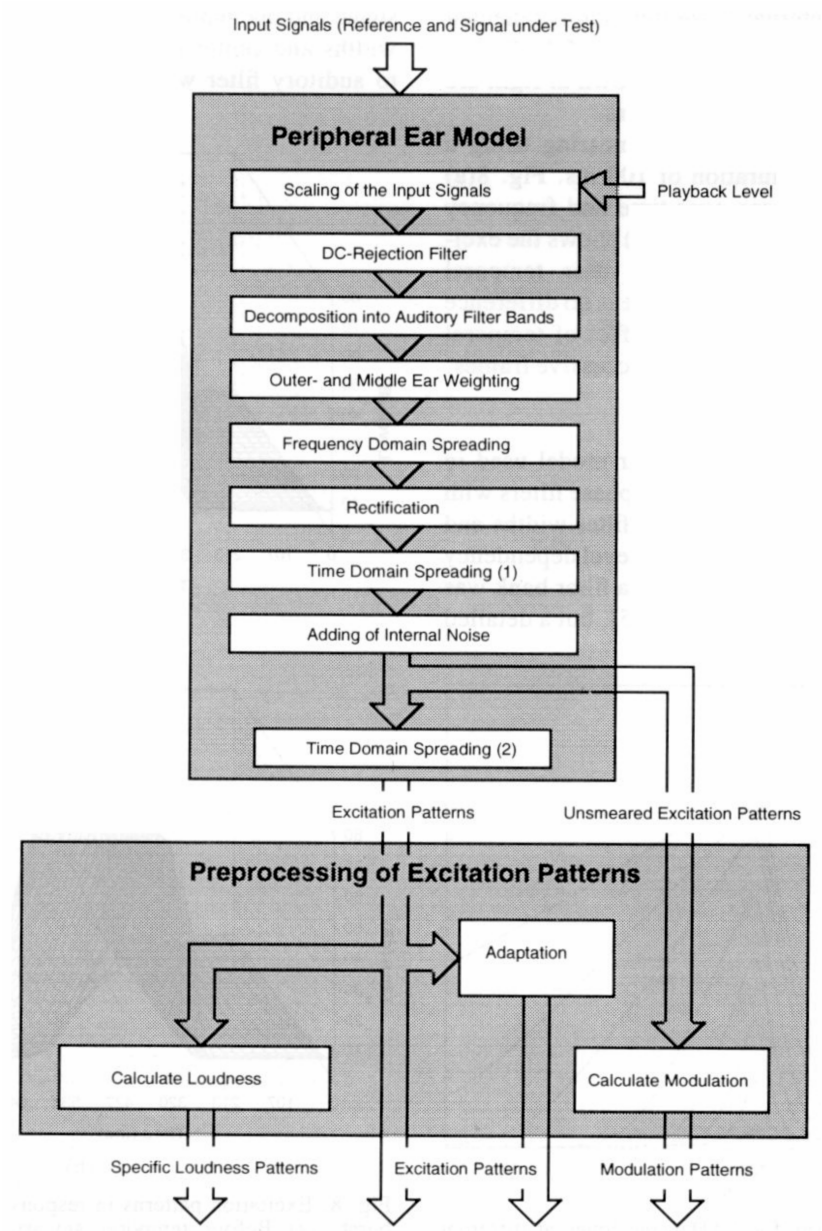 Input Signals (Reference and Signal under Test)
Peripheral Ear Model
Scaling of the Input Signals
Playback Level
DC-Rejection Filter
Decomposition into Auditory Filter Bands
Outer- and Middle Ear Weighting
Frequency Domain Spreading
Rectification
Time Domain Spreading (1)
Adding of Internal Noise
Time Domain Spreading (2)
Excitation Patterns
Unsmeared Excitation Patterns
Preprocessing of Excitation Patterns
Adaptation
Calculate Loudness
Calculate Modulation
Specific Loudness Patterns
Excitation Patterns
Modulation Patterns